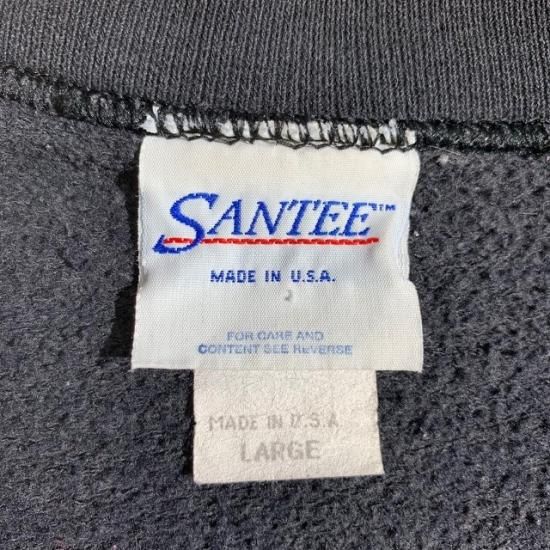 SANTEE™
MADE IN U.S.A.
FOR CARE AND
CONTENT SEE REVERSE
MADE IN U.S.A
LARGE